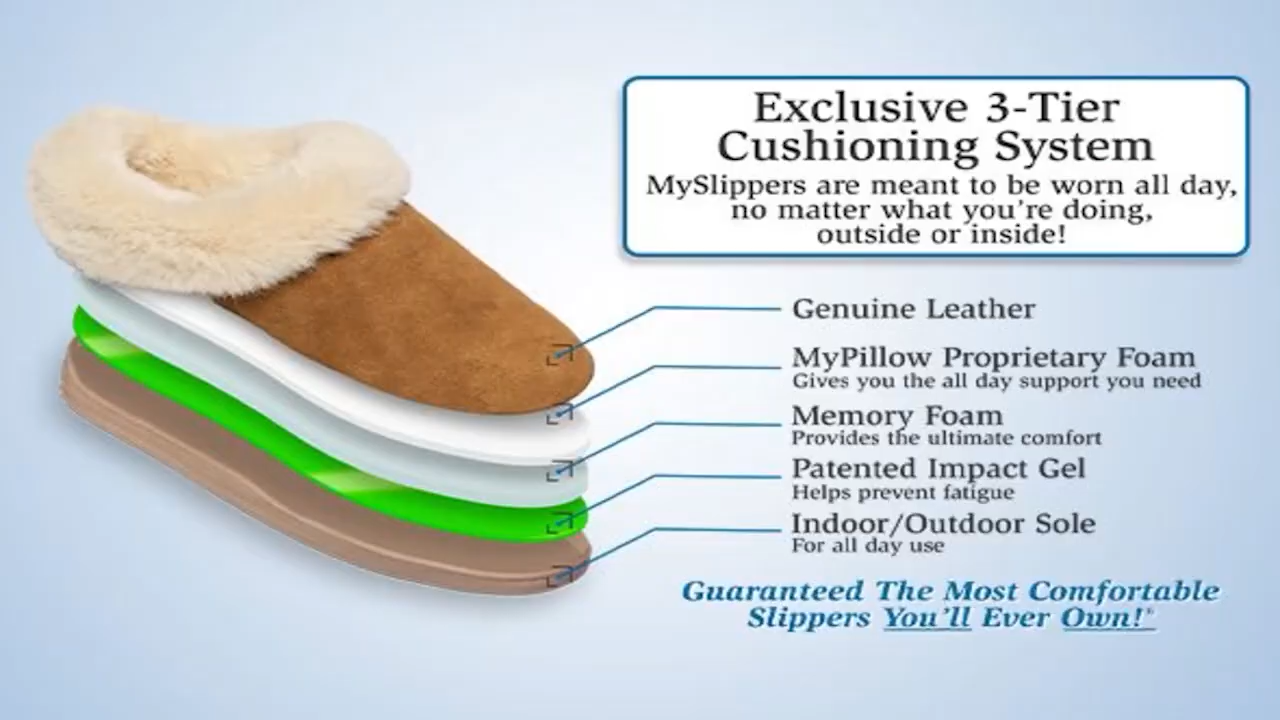 Exclusive 3-Tier
Cushioning System
MySlippers are meant to be worn all day,
no matter what you're doing,
outside or inside!
Genuine Leather
MyPillow Proprietary Foam
Gives you the all day support you need
Memory Foam
Provides the ultimate comfort
Patented Impact Gel
Helps prevent fatigue
Indoor/Outdoor Sole
For all day use
Guaranteed The Most Comfortable
Slippers You'll Ever Own!®